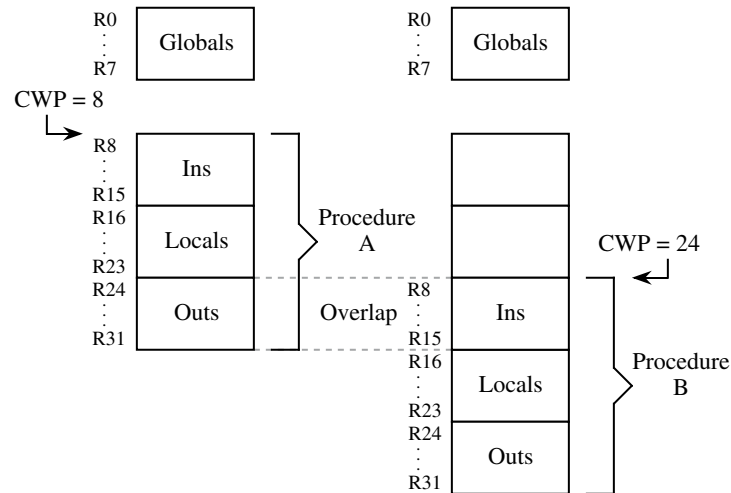 R0
Globals
R7
R0
Globals
R7
CWP = 8
R8
Ins
R15
R16
Locals
R23
R24
Outs
R31
Procedure
A
Overlap
CWP = 24
R8
Ins
R15
R16
Locals
R23
R24
Outs
R31
Procedure
B